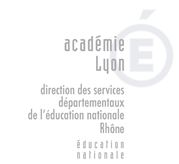 académie
Lyon
direction des services
départementaux
de l'éducation nationale
Rhône
éducation
nationale